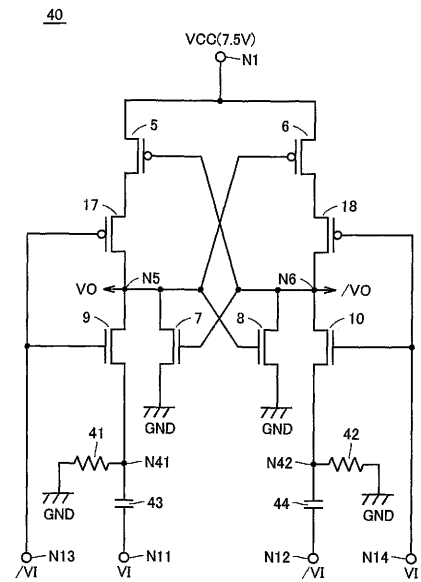 40
VCC(7.5V)
N1
5
6
17
18
N5
N6
VO
/VO
9
7
8
10
GND
GND
41
42
N41
N42
GND
GND
43
44
N13
N11
N12
N14
/VI
VI
/VI
VI